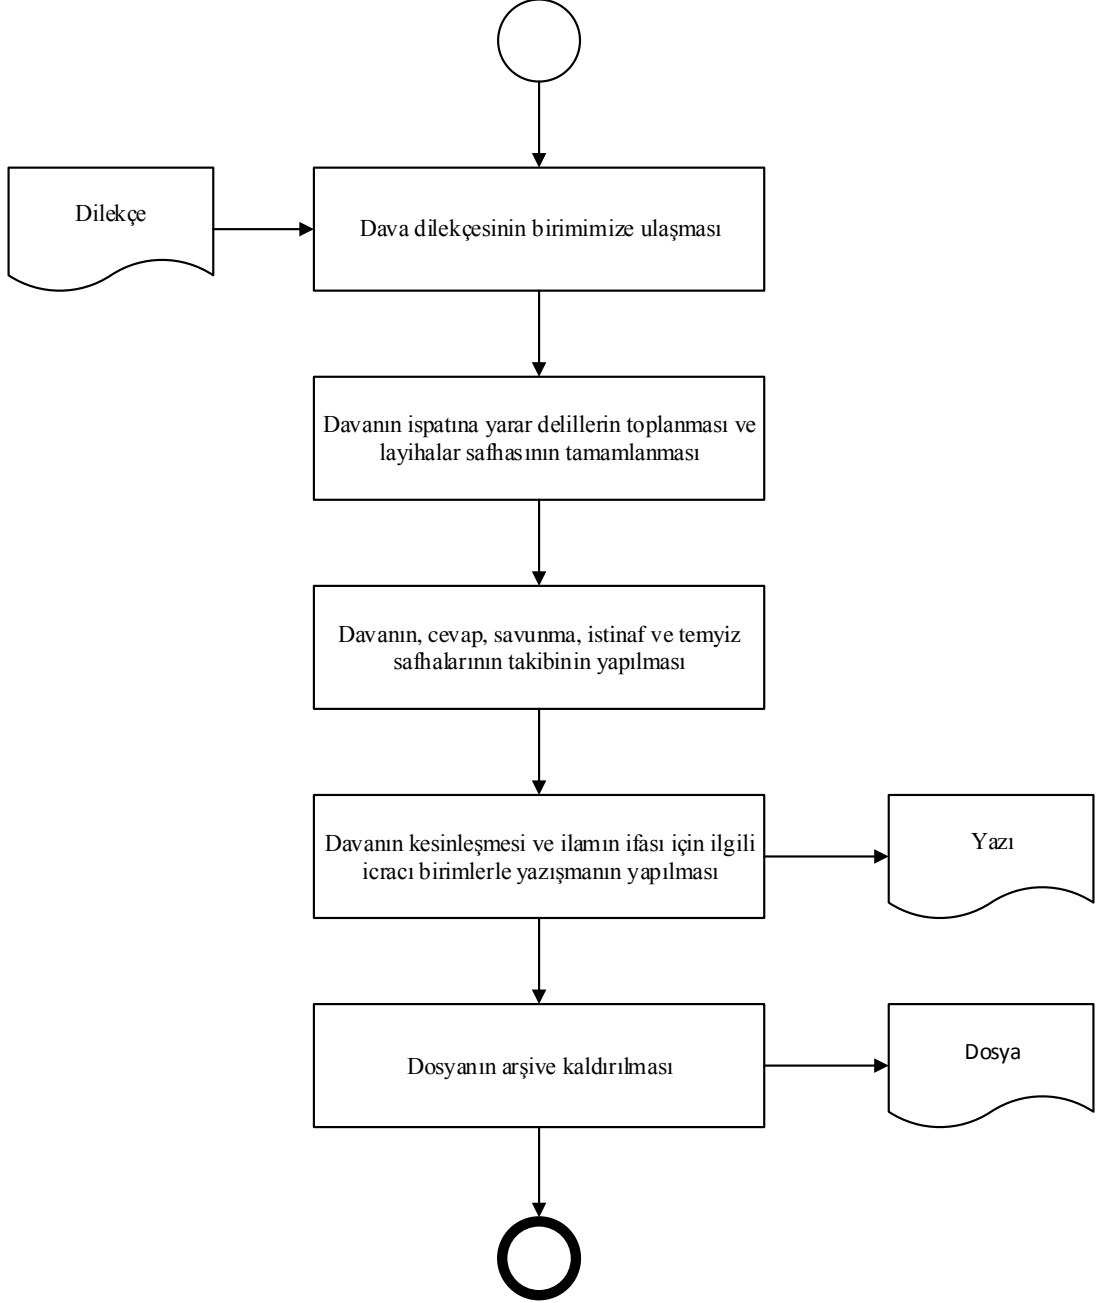 Dilekçe
Dava dilekçesinin birimimize ulaşması
Davanın ispatına yarar delillerin toplanması ve
layihalar safhasının tamamlanması
Davanın, cevap, savunma, istinaf ve temyiz
safhalarının takibinin yapılması
Davanın kesinleşmesi ve ilamın ifası için ilgili
icracı birimlerle yazışmanın yapılması
Yazı
Dosyanın arşive kaldırılması
Dosya